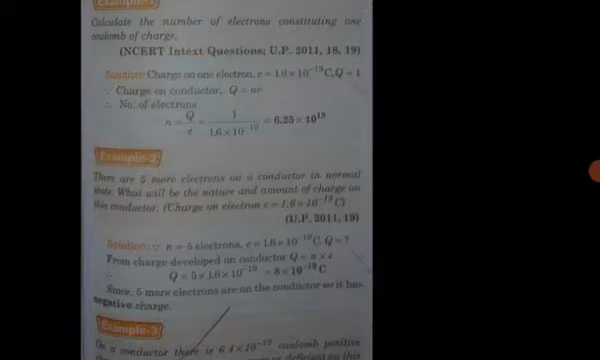 Example-1
Calculate the number of electrons constituting one
coulomb of charge.
(NCERT Intext Questions; U.P. 2011, 18, 19)
Solution: Charge on one electron, e = 1.6 × 10⁻¹⁹ C, Q = 1
∵ Charge on conductor, Q = ne
∴ No. of electrons
n = Q/e = 1/(1.6 × 10⁻¹⁹) = 6.25 × 10¹⁸
Example-2
There are 5 more electrons on a conductor in normal
state. What will be the nature and amount of charge on
this conductor. (Charge on electron e = 1.6 × 10⁻¹⁹ C)
(U.P. 2011, 19)
Solution: ∵ n = 5 electrons, e = 1.6 × 10⁻¹⁹ C, Q = ?
From charge developed on conductor Q = n × e
∴ Q = 5 × 1.6 × 10⁻¹⁹ = 8 × 10⁻¹⁹ C
Since, 5 more electrons are on the conductor so it has
negative charge.
Example-3
On a conductor there is 6.4 × 10⁻¹⁹ coulomb positive
or deficient on this